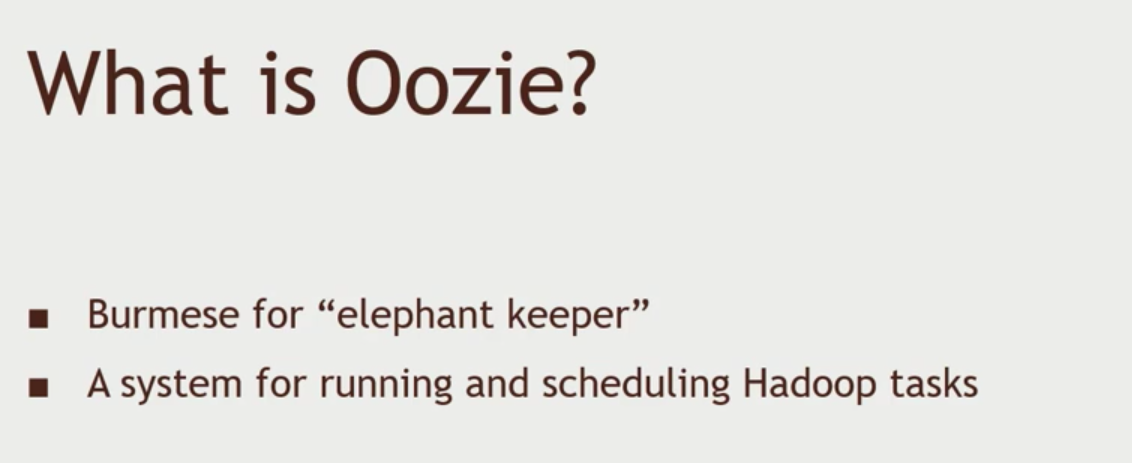 What is Oozie?
■ Burmese for “elephant keeper”
■ A system for running and scheduling Hadoop tasks